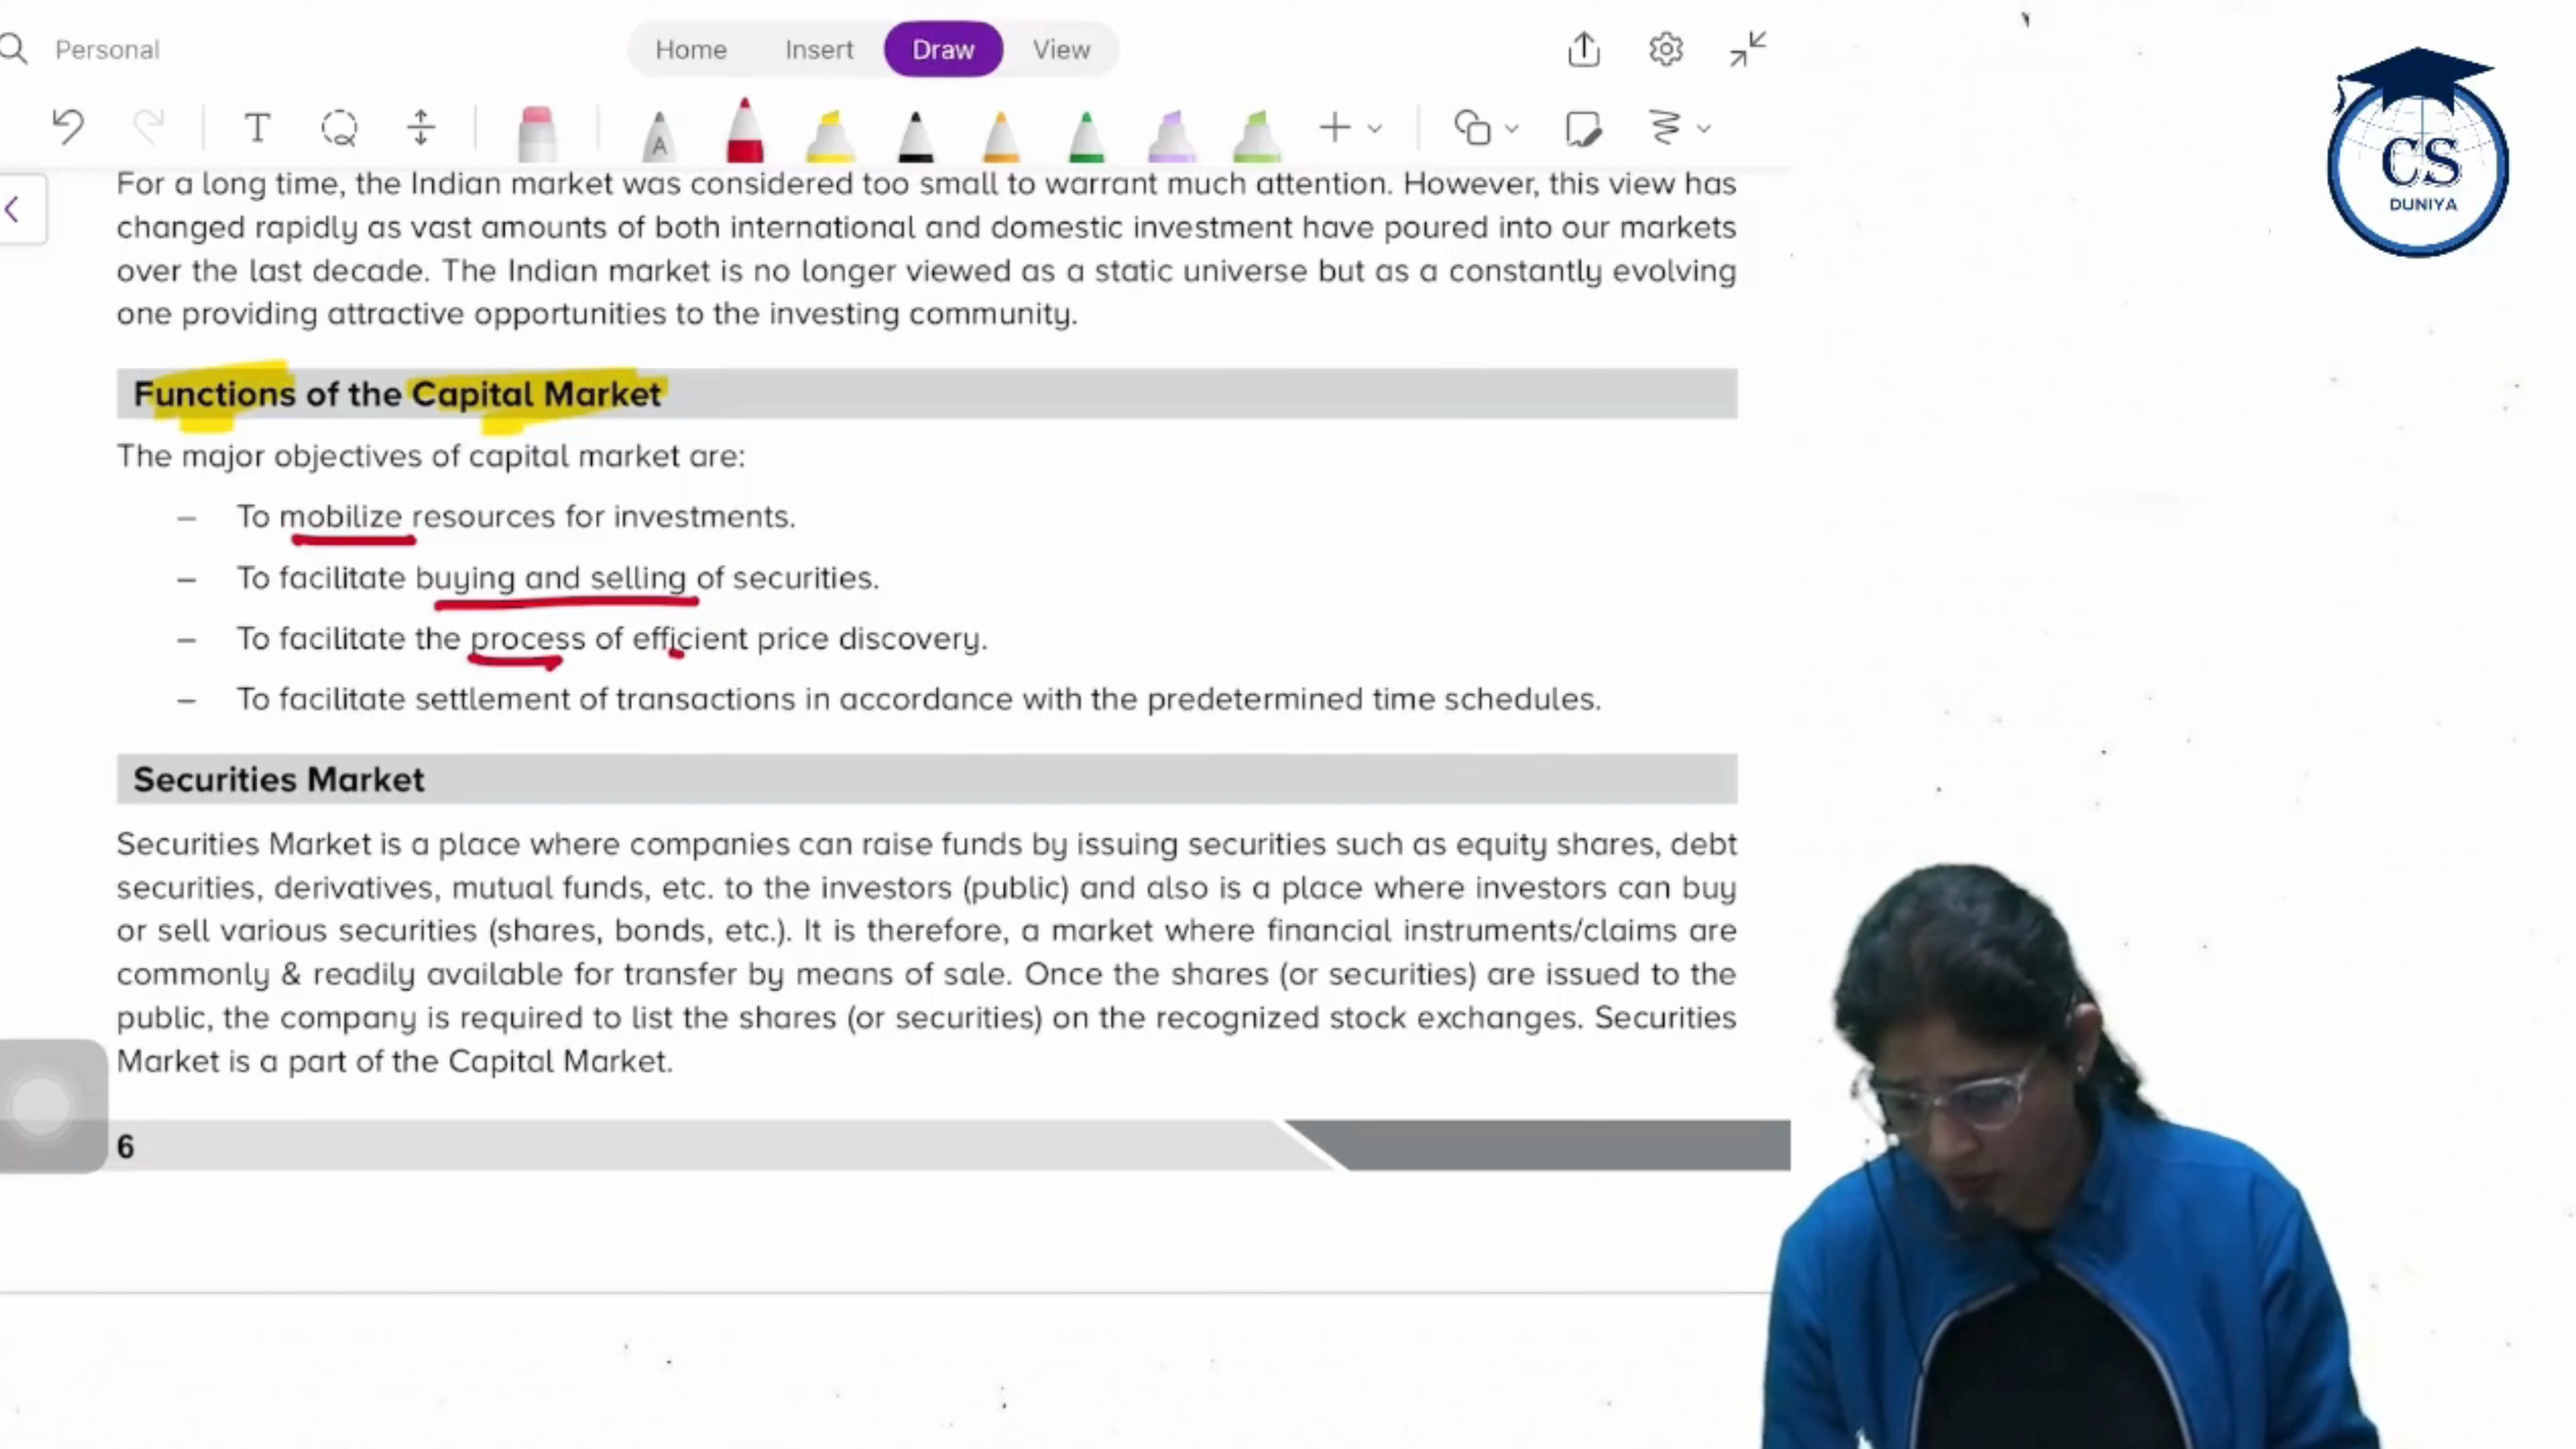 Personal
Home Insert Draw View
T
A
CS
DUNIYA
For a long time, the Indian market was considered too small to warrant much attention. However, this view has
changed rapidly as vast amounts of both international and domestic investment have poured into our markets
over the last decade. The Indian market is no longer viewed as a static universe but as a constantly evolving
one providing attractive opportunities to the investing community.
Functions of the Capital Market
The major objectives of capital market are:
– To mobilize resources for investments.
– To facilitate buying and selling of securities.
– To facilitate the process of efficient price discovery.
– To facilitate settlement of transactions in accordance with the predetermined time schedules.
Securities Market
Securities Market is a place where companies can raise funds by issuing securities such as equity shares, debt
securities, derivatives, mutual funds, etc. to the investors (public) and also is a place where investors can buy
or sell various securities (shares, bonds, etc.). It is therefore, a market where financial instruments/claims are
commonly & readily available for transfer by means of sale. Once the shares (or securities) are issued to the
public, the company is required to list the shares (or securities) on the recognized stock exchanges. Securities
Market is a part of the Capital Market.
6